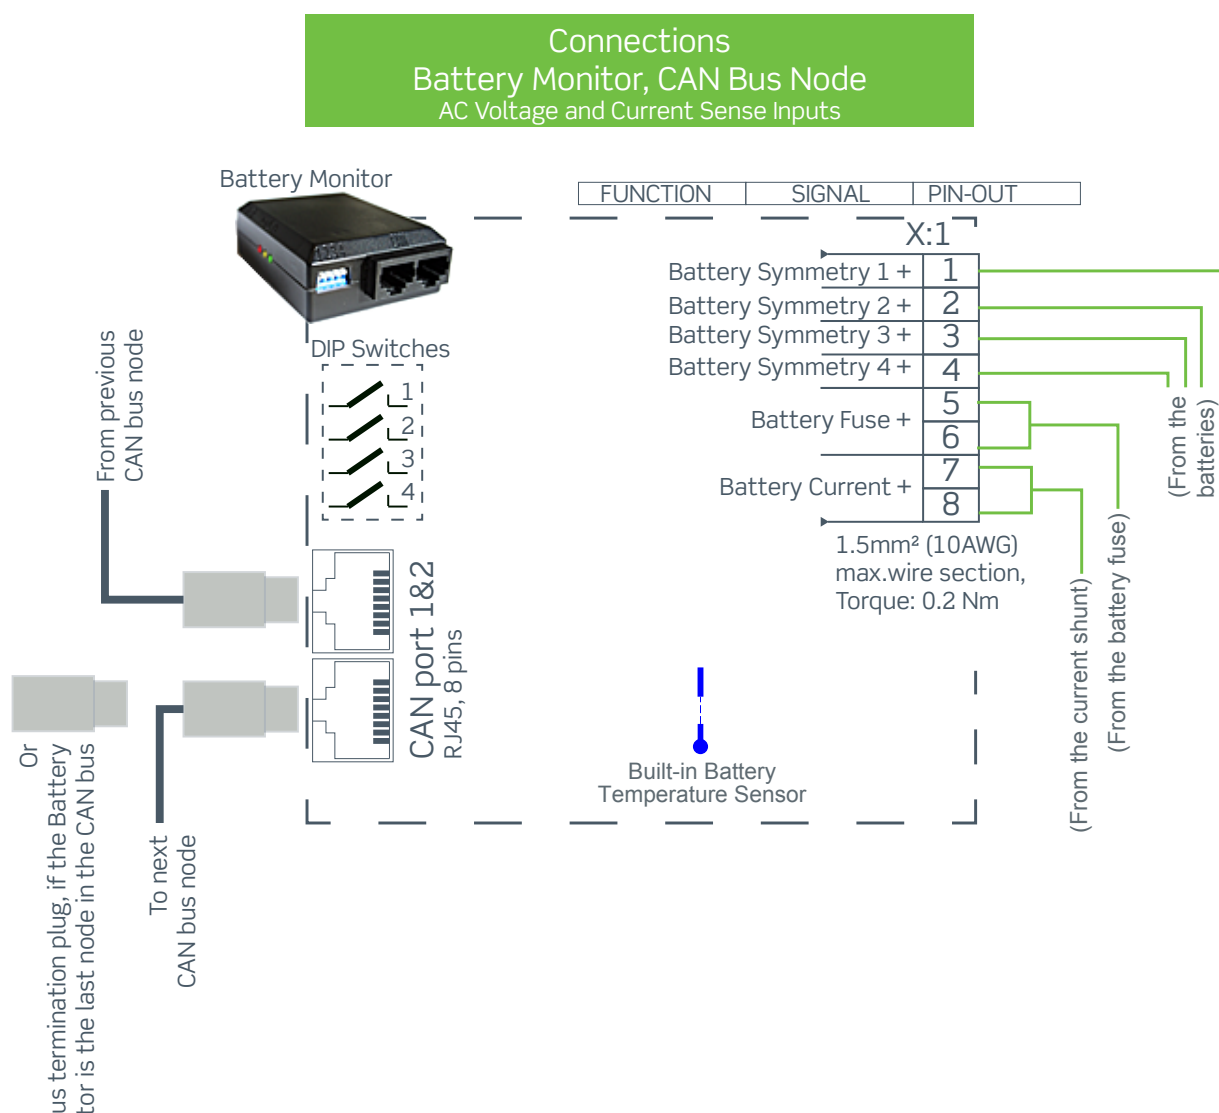 Connections
Battery Monitor, CAN Bus Node
AC Voltage and Current Sense Inputs
Battery Monitor
FUNCTION
SIGNAL
PIN-OUT
X:1
Battery Symmetry 1 +
1
Battery Symmetry 2 +
2
Battery Symmetry 3 +
3
Battery Symmetry 4 +
4
Battery Fuse +
5
6
Battery Current +
7
8
1.5mm² (10AWG)
max.wire section,
Torque: 0.2 Nm
(From the
batteries)
(From the battery fuse)
(From the current shunt)
DIP Switches
1
2
3
4
From previous
CAN bus node
CAN port 1&2
RJ45, 8 pins
Built-in Battery
Temperature Sensor
To next
CAN bus node
Or
us termination plug, if the Battery
tor is the last node in the CAN bus